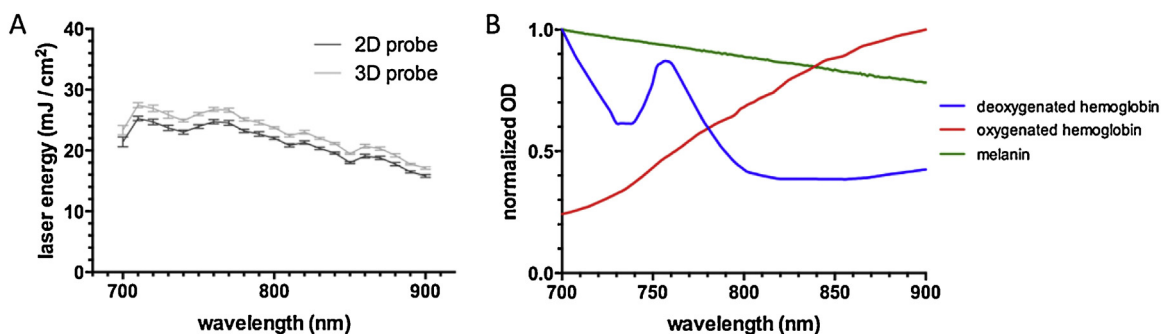 A
laser energy (mJ / cm²)
40
30
20
10
0
700
800
900
wavelength (nm)
2D probe
3D probe
B
normalized OD
1.0
0.5
0.0
700
750
800
850
900
wavelength (nm)
deoxygenated hemoglobin
oxygenated hemoglobin
melanin